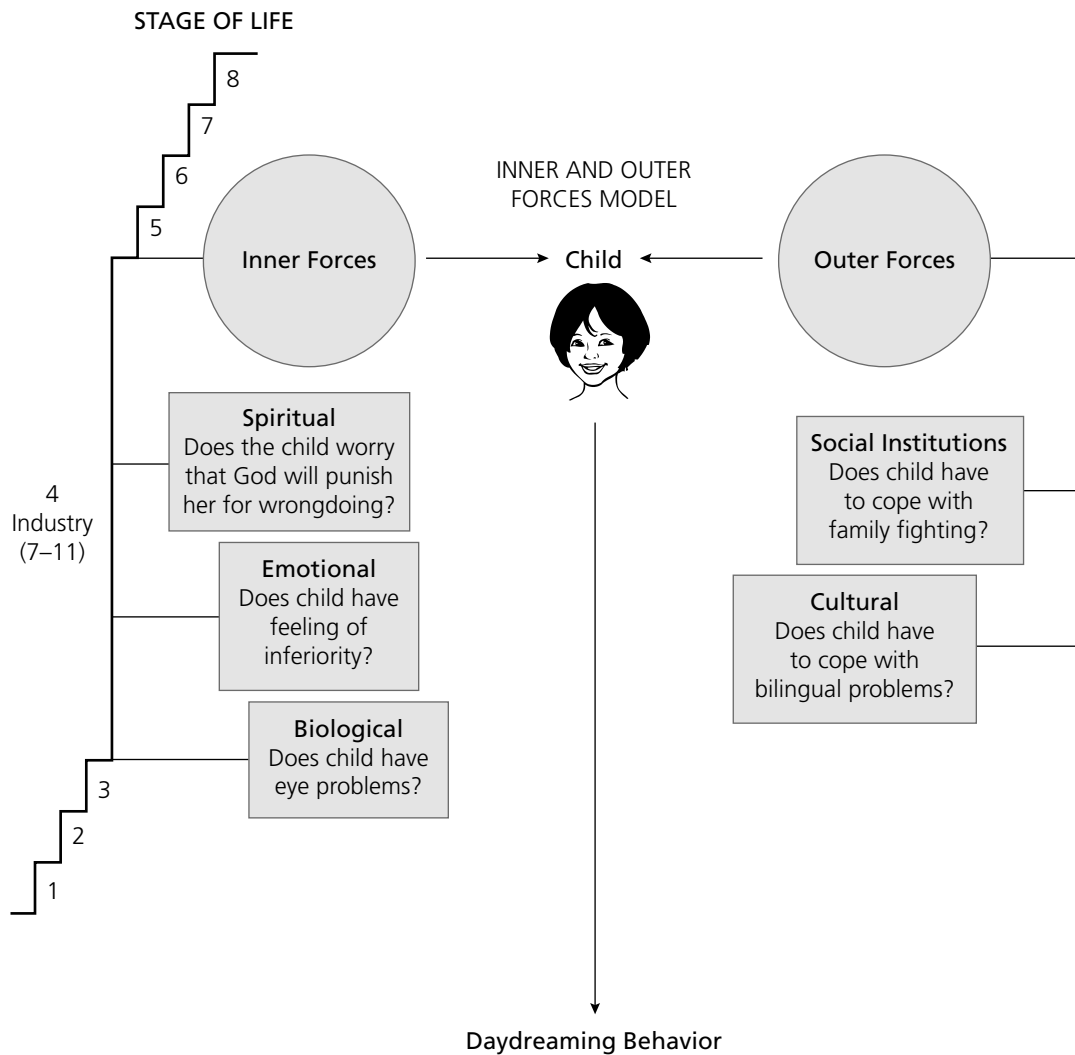 STAGE OF LIFE
8
7
6
5
INNER AND OUTER
FORCES MODEL
Inner Forces
Child
Outer Forces
Spiritual
Does the child worry
that God will punish
her for wrongdoing?
Social Institutions
Does child have
to cope with
family fighting?
4
Industry
(7–11)
Emotional
Does child have
feeling of
inferiority?
Cultural
Does child have
to cope with
bilingual problems?
Biological
Does child have
eye problems?
3
2
1
Daydreaming Behavior